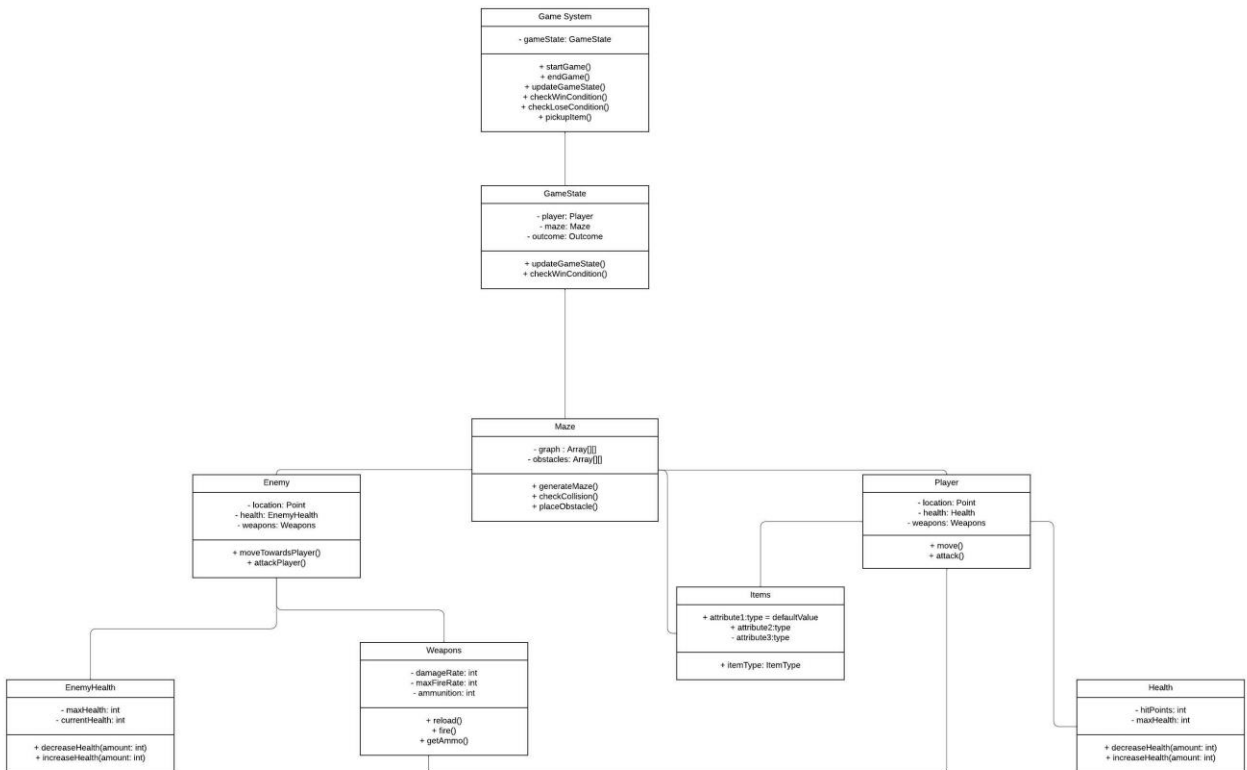 Game System
- gameState: GameState
+ startGame()
+ endGame()
+ updateGameState()
+ checkWinCondition()
+ checkLoseCondition()
+ pickupItem()
GameState
- player: Player
- maze: Maze
- outcome: Outcome
+ updateGameState()
+ checkWinCondition()
Maze
- graph : Array[][]
- obstacles: Array[][]
+ generateMaze()
+ checkCollision()
+ placeObstacle()
Enemy
- location: Point
- health: EnemyHealth
- weapons: Weapons
+ moveTowardsPlayer()
+ attackPlayer()
Player
- location: Point
- health: Health
- weapons: Weapons
+ move()
+ attack()
Items
+ attribute1:type = defaultValue
+ attribute2:type
- attribute3:type
+ itemType: ItemType
Weapons
- damageRate: int
- maxFireRate: int
- ammunition: int
+ reload()
+ fire()
+ getAmmo()
EnemyHealth
- maxHealth: int
- currentHealth: int
+ decreaseHealth(amount: int)
+ increaseHealth(amount: int)
Health
- hitPoints: int
- maxHealth: int
+ decreaseHealth(amount: int)
+ increaseHealth(amount: int)